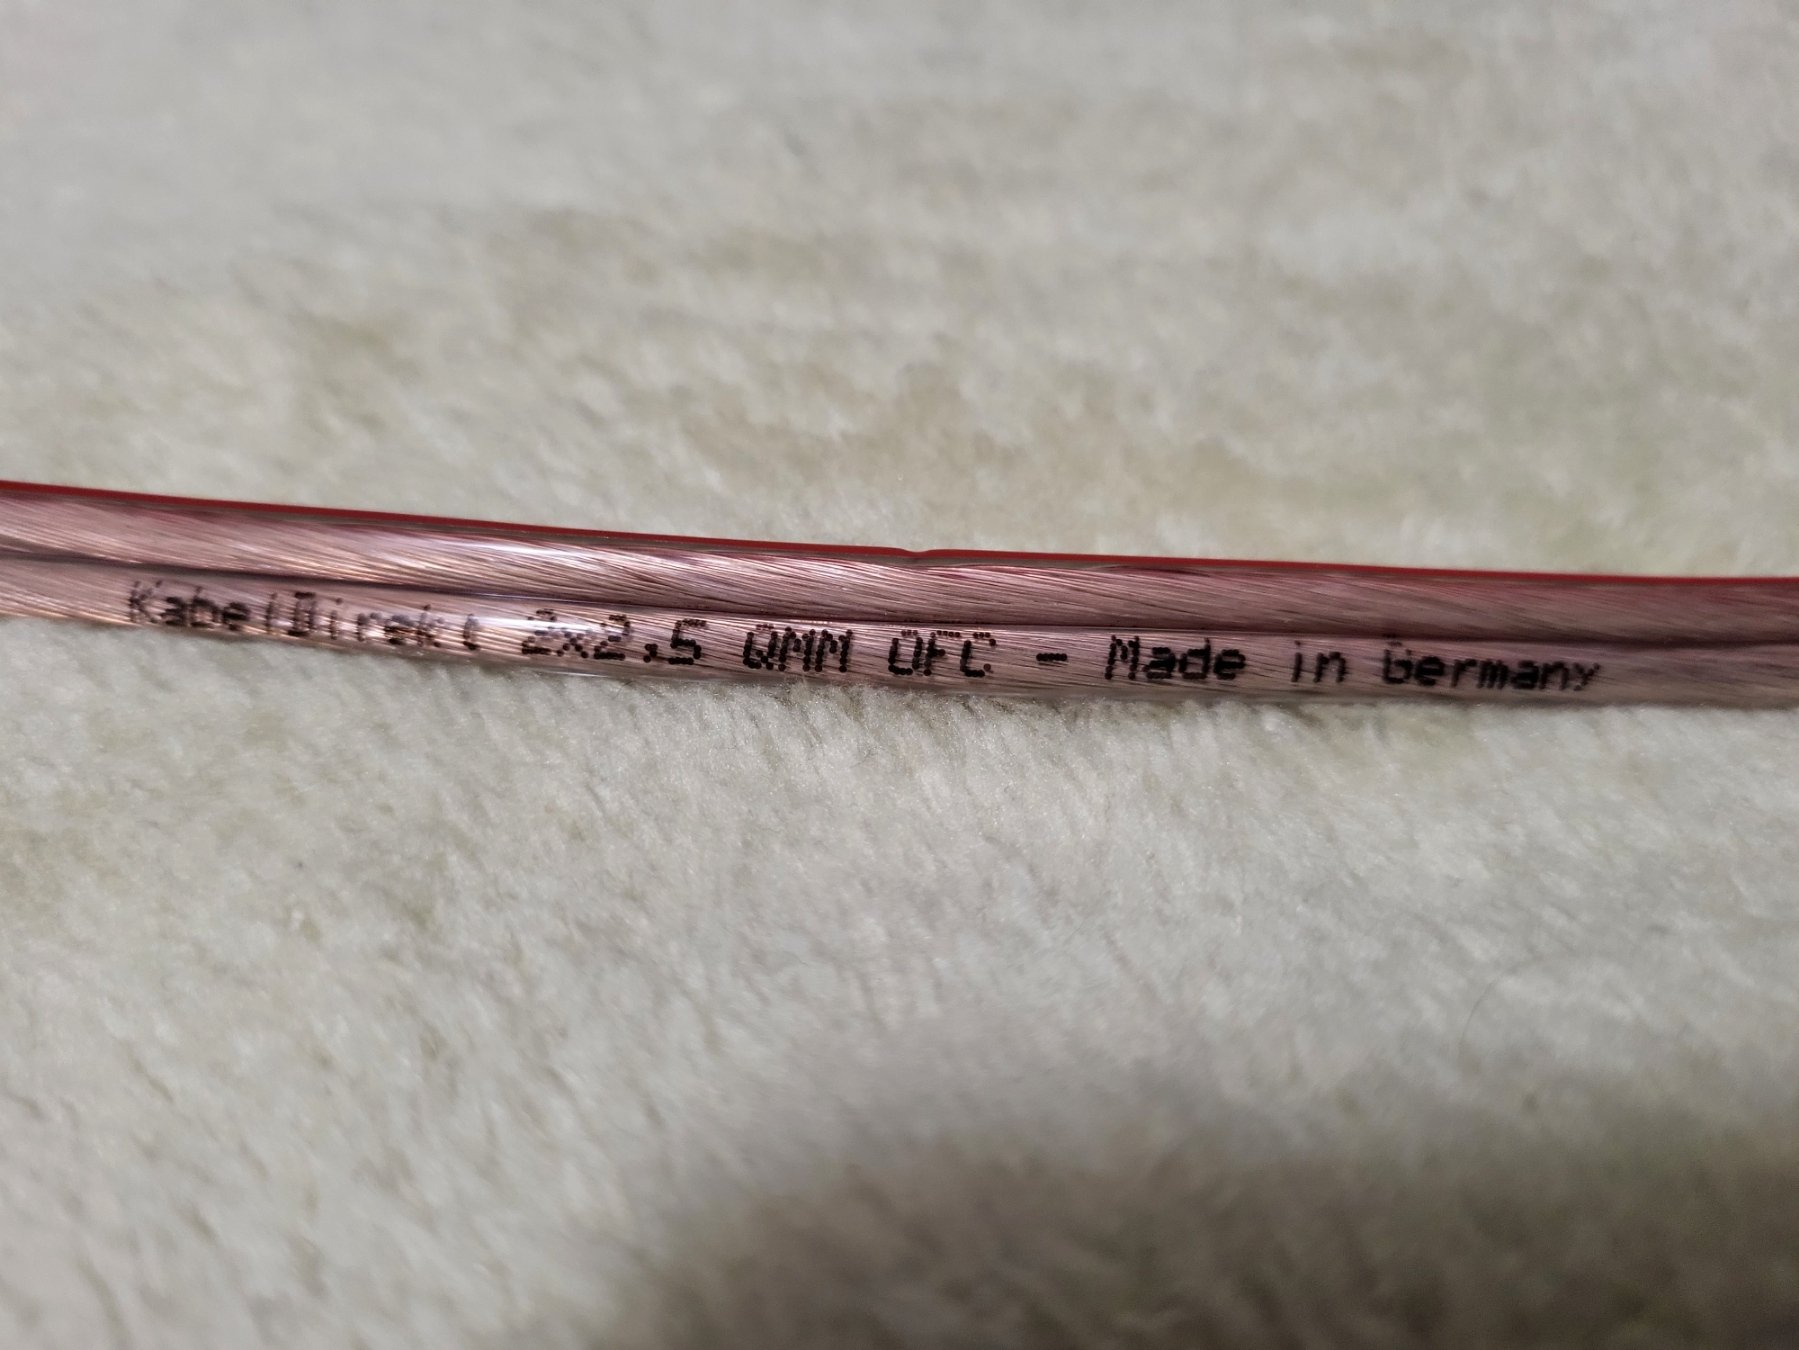 KabelDirekt 2x2.5 QMM OFC - Made in Germany